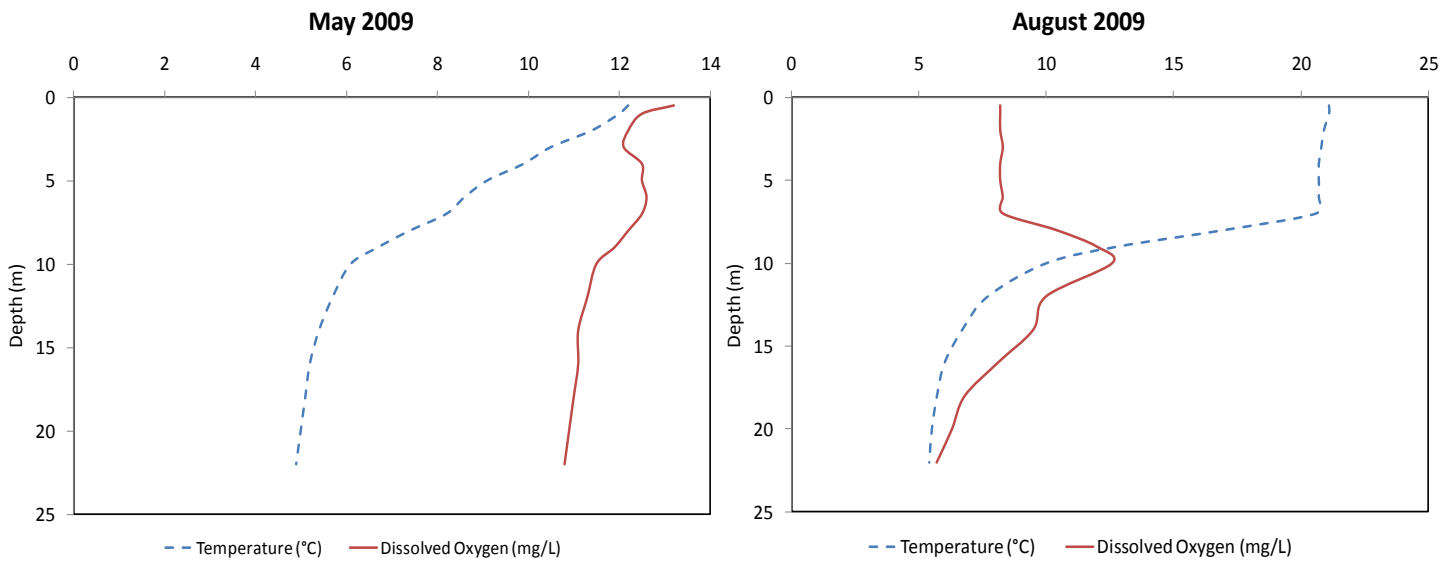 May 2009
0 2 4 6 8 10 12 14
0
5
10
15
20
25
Depth (m)
Temperature (°C) Dissolved Oxygen (mg/L)
August 2009
0 5 10 15 20 25
0
5
10
15
20
25
Depth (m)
Temperature (°C) Dissolved Oxygen (mg/L)